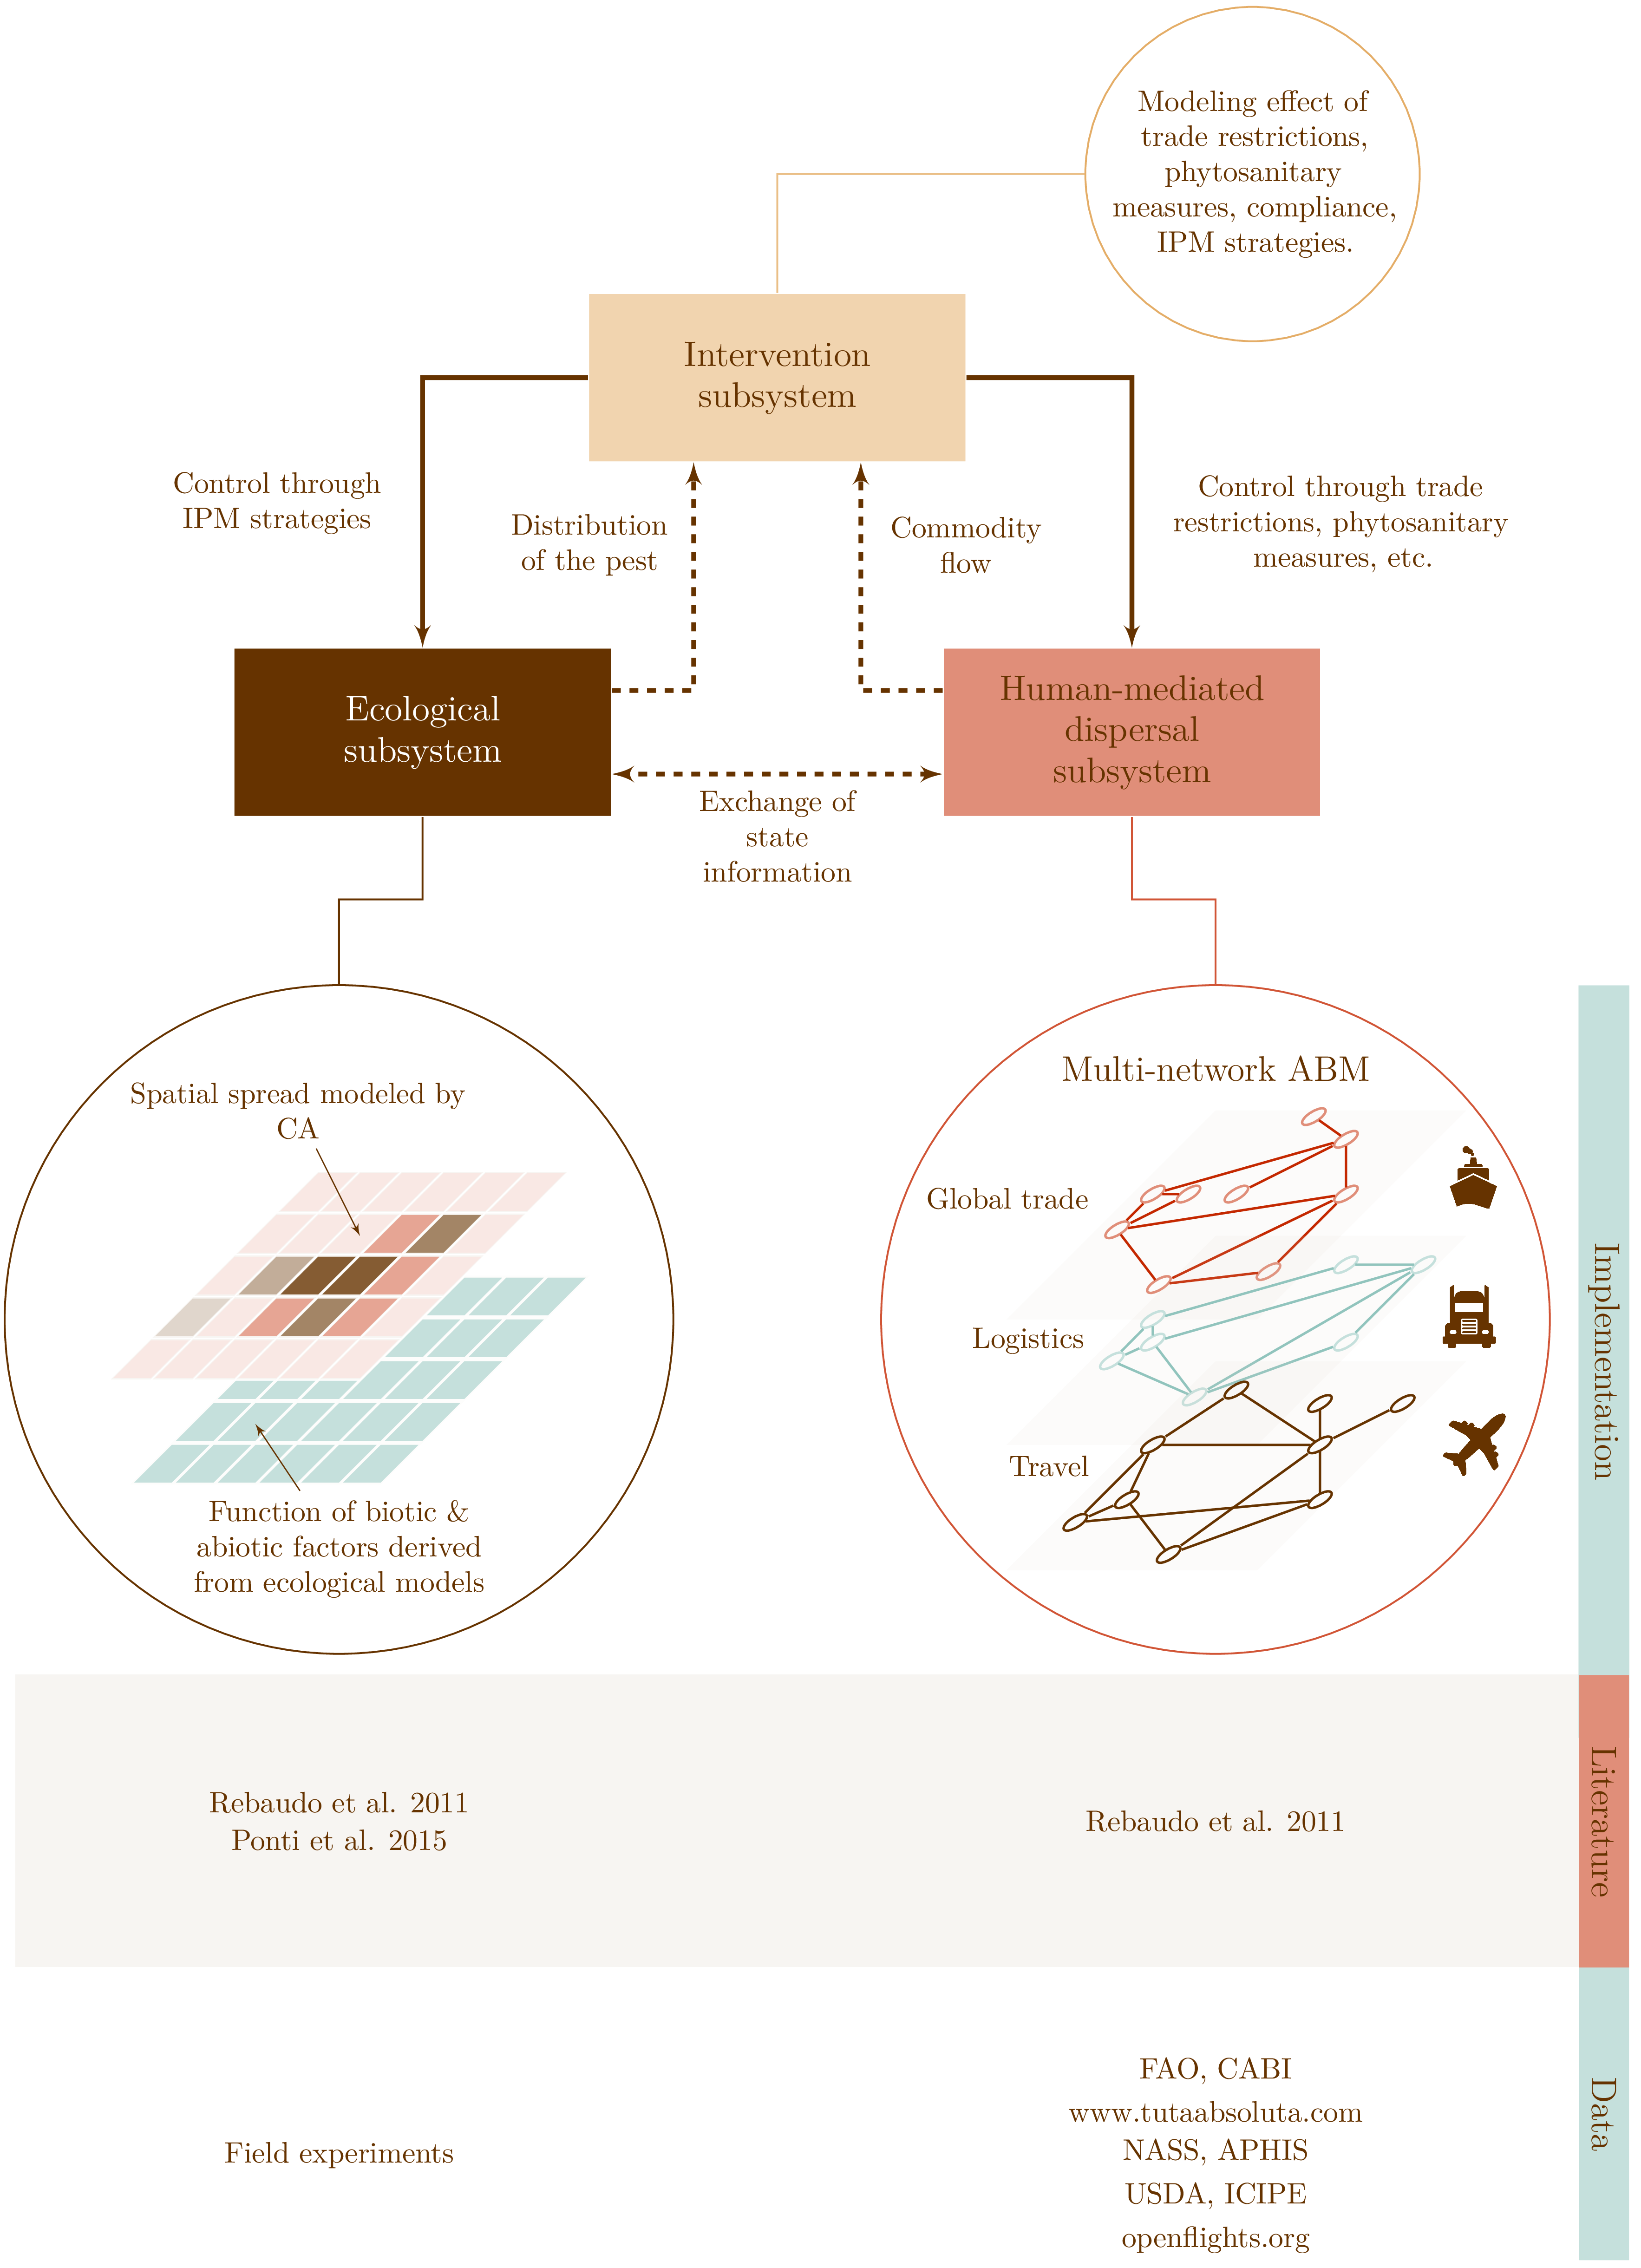 Modeling effect of
trade restrictions,
phytosanitary
measures, compliance,
IPM strategies.
Intervention
subsystem
Control through
IPM strategies
Distribution
of the pest
Commodity
flow
Control through trade
restrictions, phytosanitary
measures, etc.
Ecological
subsystem
Human-mediated
dispersal
subsystem
Exchange of
state
information
Spatial spread modeled by
CA
Function of biotic &
abiotic factors derived
from ecological models
Multi-network ABM
Global trade
Logistics
Travel
Implementation
Rebaudo et al. 2011
Ponti et al. 2015
Rebaudo et al. 2011
Literature
Field experiments
FAO, CABI
www.tutaabsoluta.com
NASS, APHIS
USDA, ICIPE
openflights.org
Data